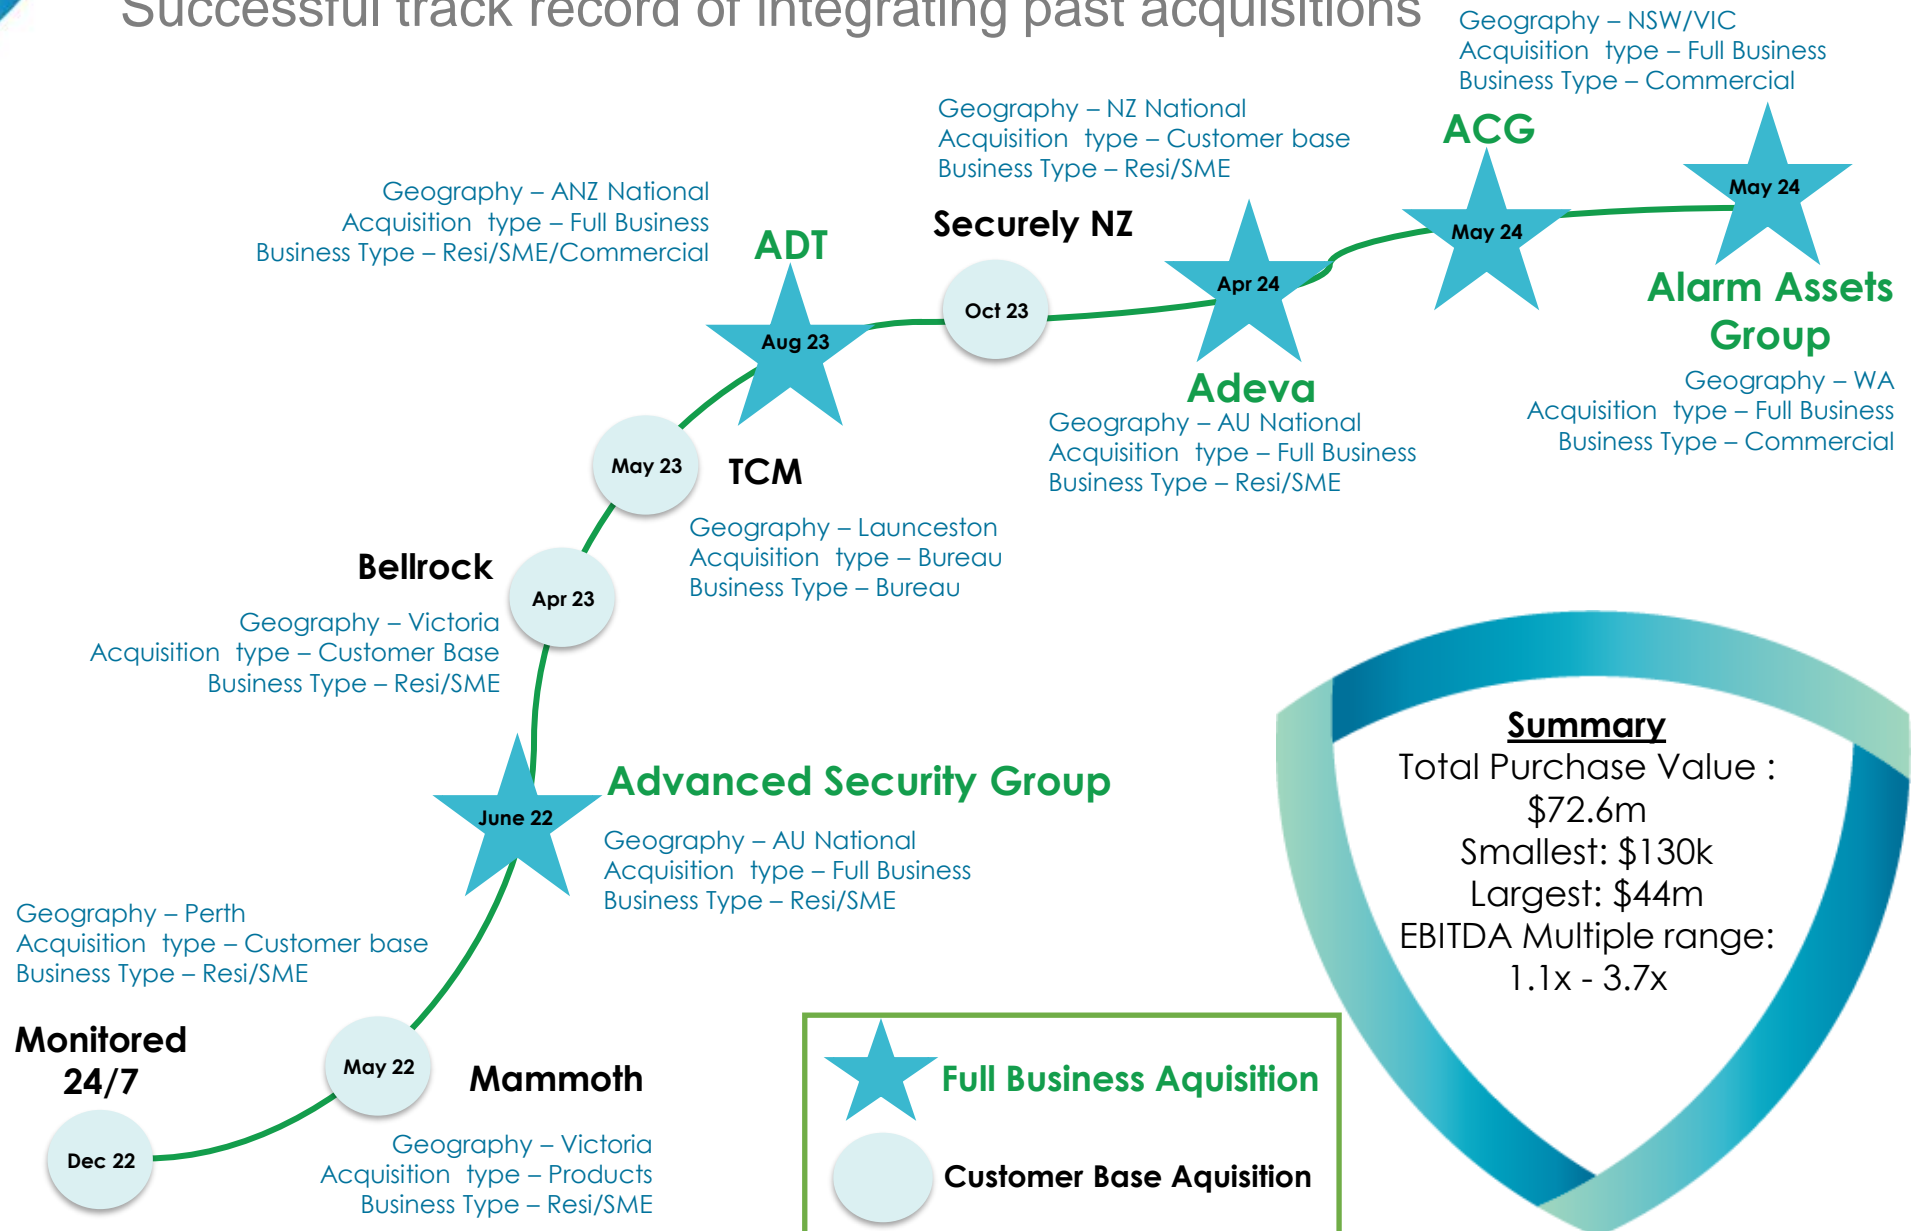 Successful track record of integrating past acquisitions
Geography – NSW/VIC
Acquisition type – Full Business
Business Type – Commercial
ACG
May 24
May 24
Alarm Assets
Group
Geography – WA
Acquisition type – Full Business
Business Type – Commercial
Geography – NZ National
Acquisition type – Customer base
Business Type – Resi/SME
Securely NZ
Oct 23
Apr 24
Adeva
Geography – AU National
Acquisition type – Full Business
Business Type – Resi/SME
Geography – ANZ National
Acquisition type – Full Business
Business Type – Resi/SME/Commercial
ADT
Aug 23
May 23
TCM
Geography – Launceston
Acquisition type – Bureau
Business Type – Bureau
Bellrock
Apr 23
Geography – Victoria
Acquisition type – Customer Base
Business Type – Resi/SME
Advanced Security Group
June 22
Geography – AU National
Acquisition type – Full Business
Business Type – Resi/SME
Geography – Perth
Acquisition type – Customer base
Business Type – Resi/SME
Monitored
24/7
Dec 22
May 22
Mammoth
Geography – Victoria
Acquisition type – Products
Business Type – Resi/SME
Full Business Aquisition
Customer Base Aquisition
Summary
Total Purchase Value :
$72.6m
Smallest: $130k
Largest: $44m
EBITDA Multiple range:
1.1x - 3.7x